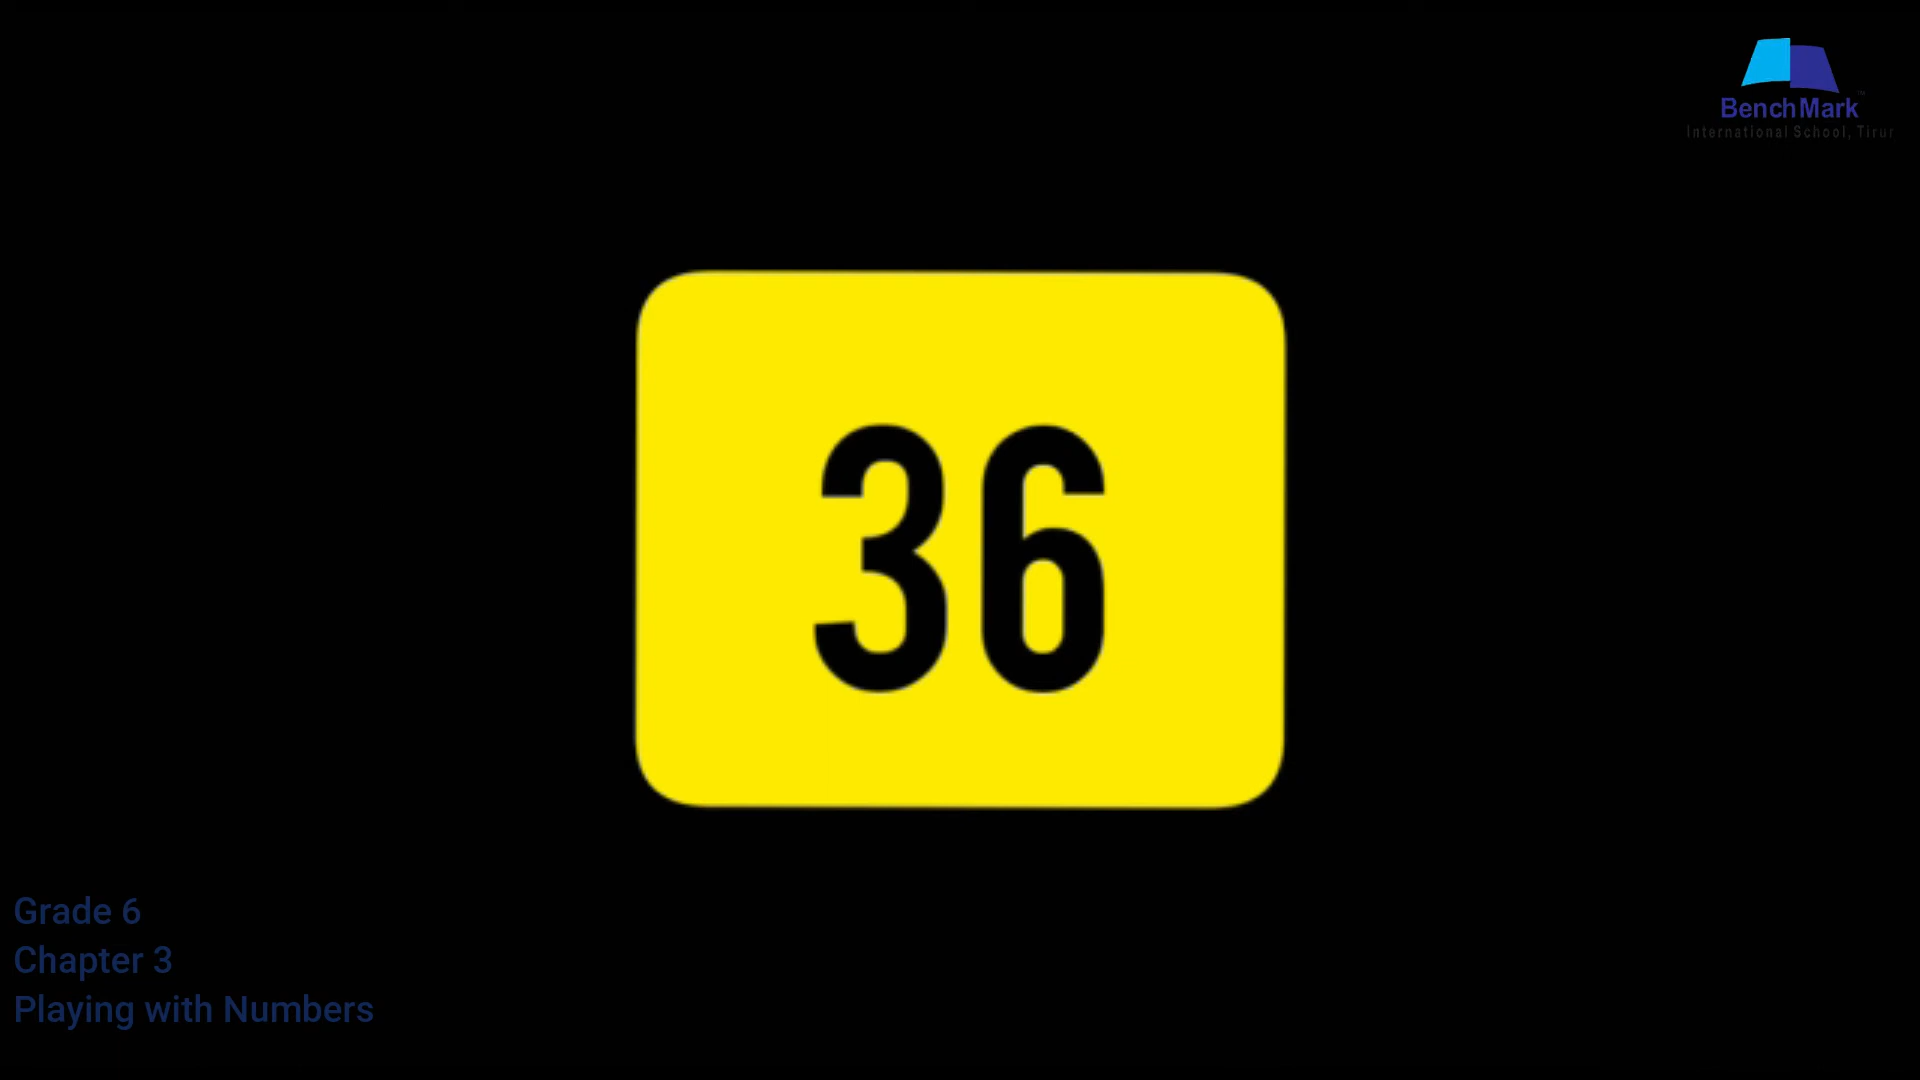 BenchMark
International School, Tirur
36
Grade 6
Chapter 3
Playing with Numbers